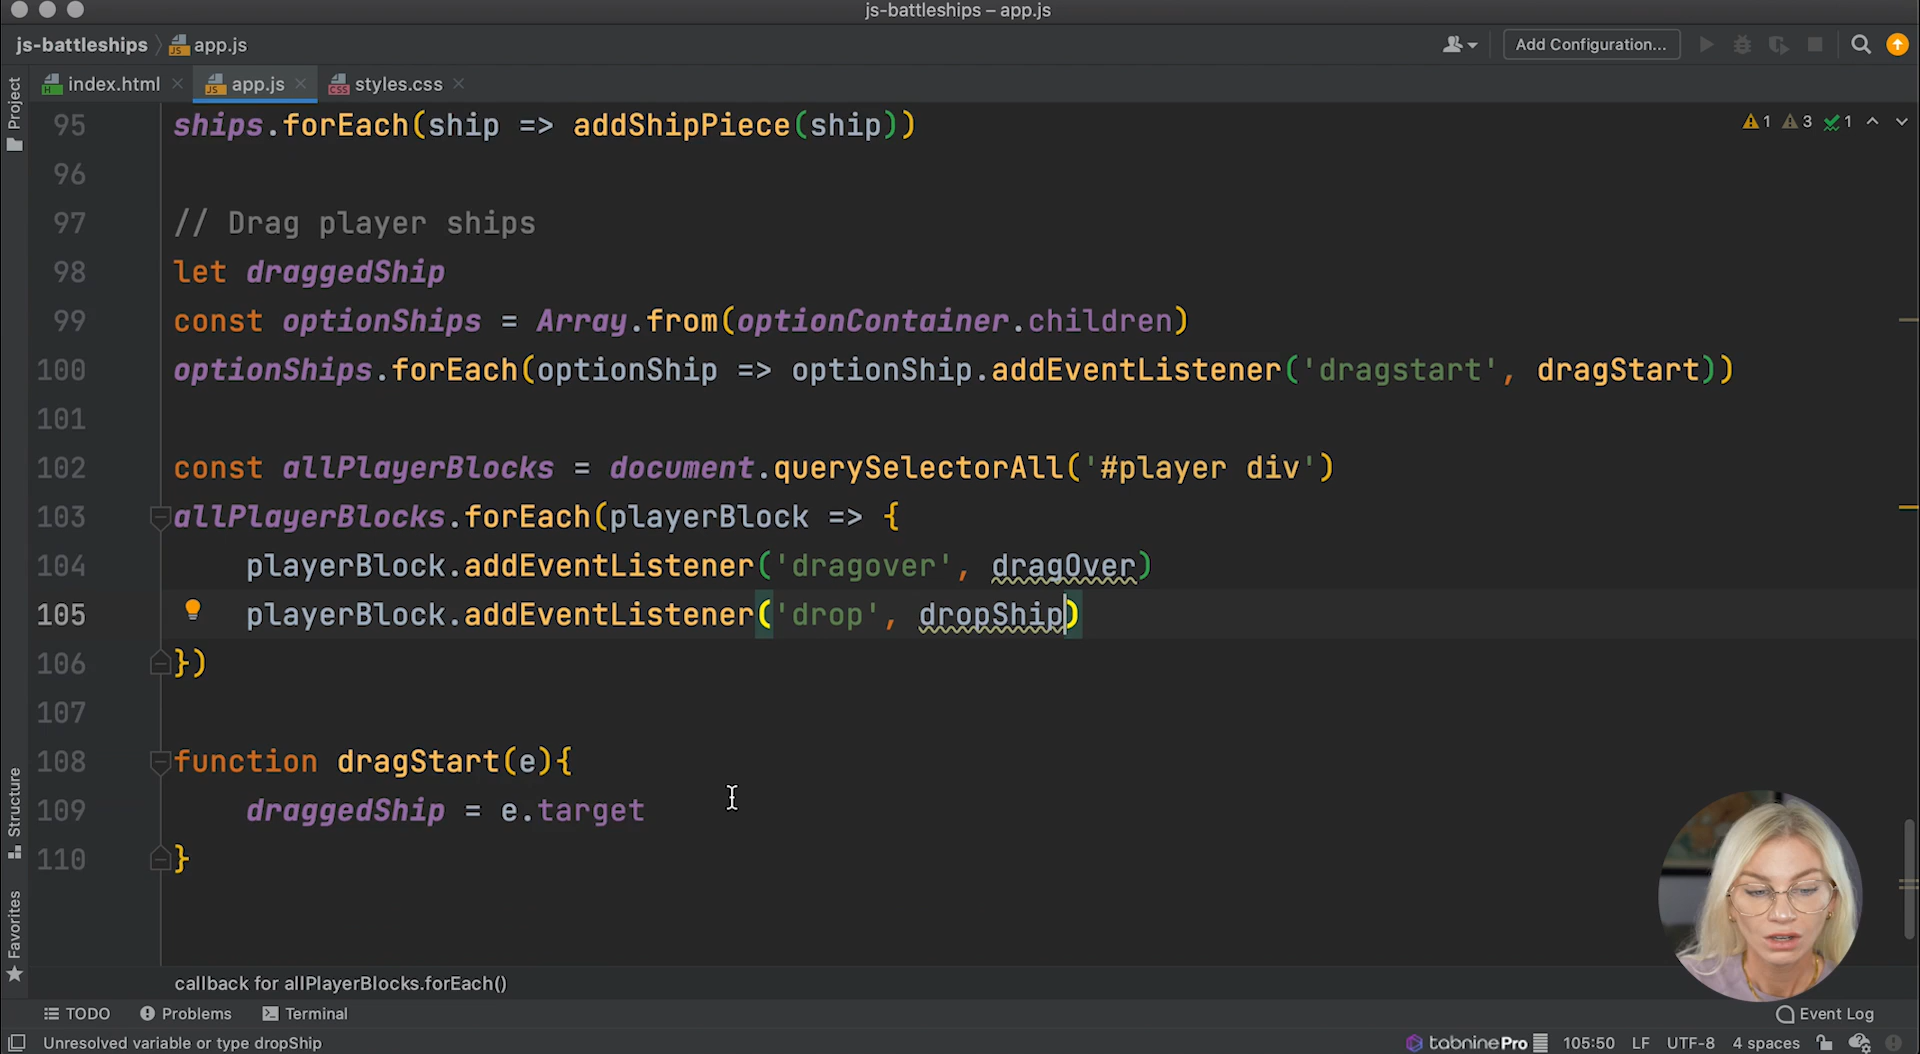 js-battleships – app.js
js-battleships
app.js
Add Configuration...
index.html
app.js
styles.css
Project
1 3 1
95 ships.forEach(ship => addShipPiece(ship))
96
97 // Drag player ships
98 let draggedShip
99 const optionShips = Array.from(optionContainer.children)
100 optionShips.forEach(optionShip => optionShip.addEventListener('dragstart', dragStart))
101
102 const allPlayerBlocks = document.querySelectorAll('#player div')
103 allPlayerBlocks.forEach(playerBlock => {
104 playerBlock.addEventListener('dragover', dragOver)
105 playerBlock.addEventListener('drop', dropShip)
106 })
107
108 function dragStart(e){
109 draggedShip = e.target
110 }
Structure
Favorites
callback for allPlayerBlocks.forEach()
TODO
Problems
Terminal
Event Log
Unresolved variable or type dropShip
tabnine Pro
105:50 LF UTF-8 4 spaces